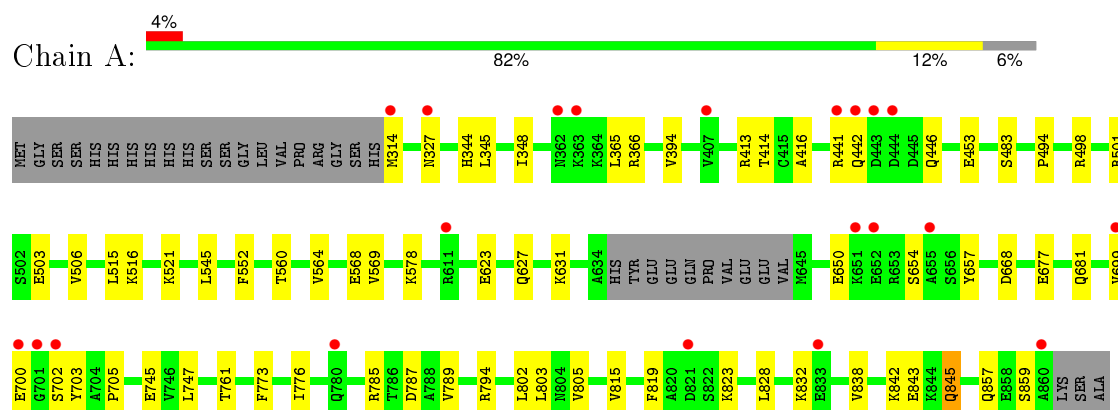 4%
Chain A:
82% 12% 6%
MET GLY SER SER HIS HIS HIS HIS HIS HIS SER SER GLY LEU VAL PRO ARG GLY SER HIS M314 N327 H344 L345 I348 N362 K363 K364 L365 R366 V394 V407 R413 T414 C415 A416 R441 Q442 D443 D444 D445 Q446 E453 S483 P494 R498 R501
S502 E503 V506 L515 K516 K521 L545 F552 T560 V564 E568 V569 K578 R611 E623 Q627 K631 A634 HIS TYR GLU GLU GLN PRO VAL GLU GLU VAL M645 E650 K651 E652 R653 S654 A655 S656 Y657 D668 E677 Q681 V699
E700 G701 S702 Y703 A704 P705 E745 V746 L747 T761 F773 I776 Q780 R785 T786 D787 A788 V789 R794 L802 L803 N804 V805 V815 F819 A820 D821 S822 K823 L828 K832 E833 V838 K842 E843 K844 Q845 Q857 E858 S859 A860 LYS SER ALA